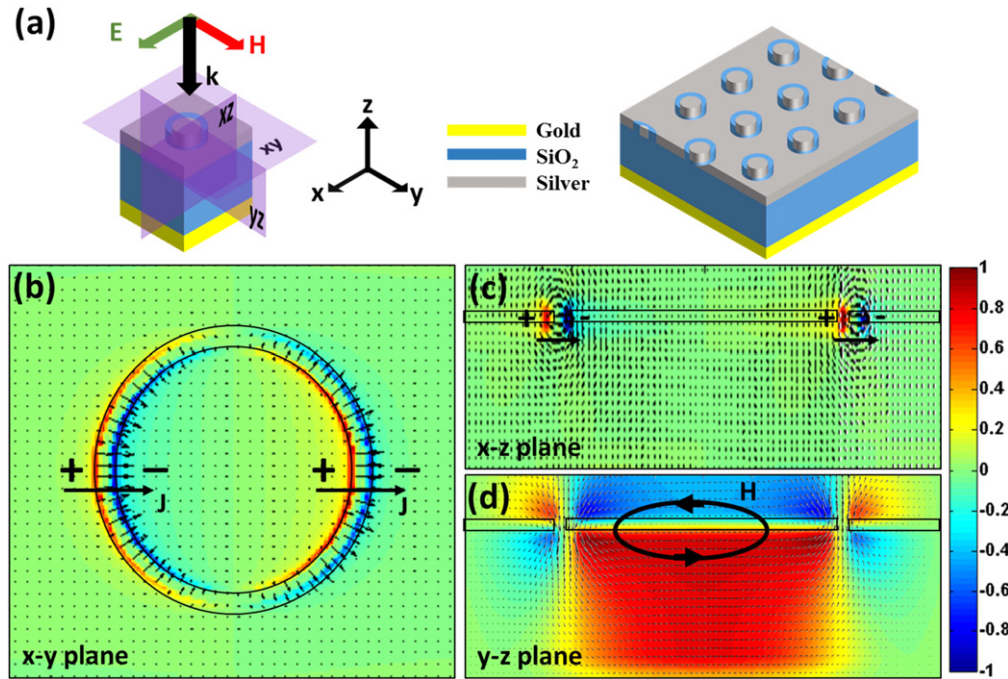 (a)
E
H
k
xz
xy
yz
z
x
y
Gold
SiO₂
Silver
(b)
+
−
J
+
−
J
x-y plane
(c)
+
-
+
-
x-z plane
(d)
H
y-z plane
1
0.8
0.6
0.4
0.2
0
-0.2
-0.4
-0.6
-0.8
-1